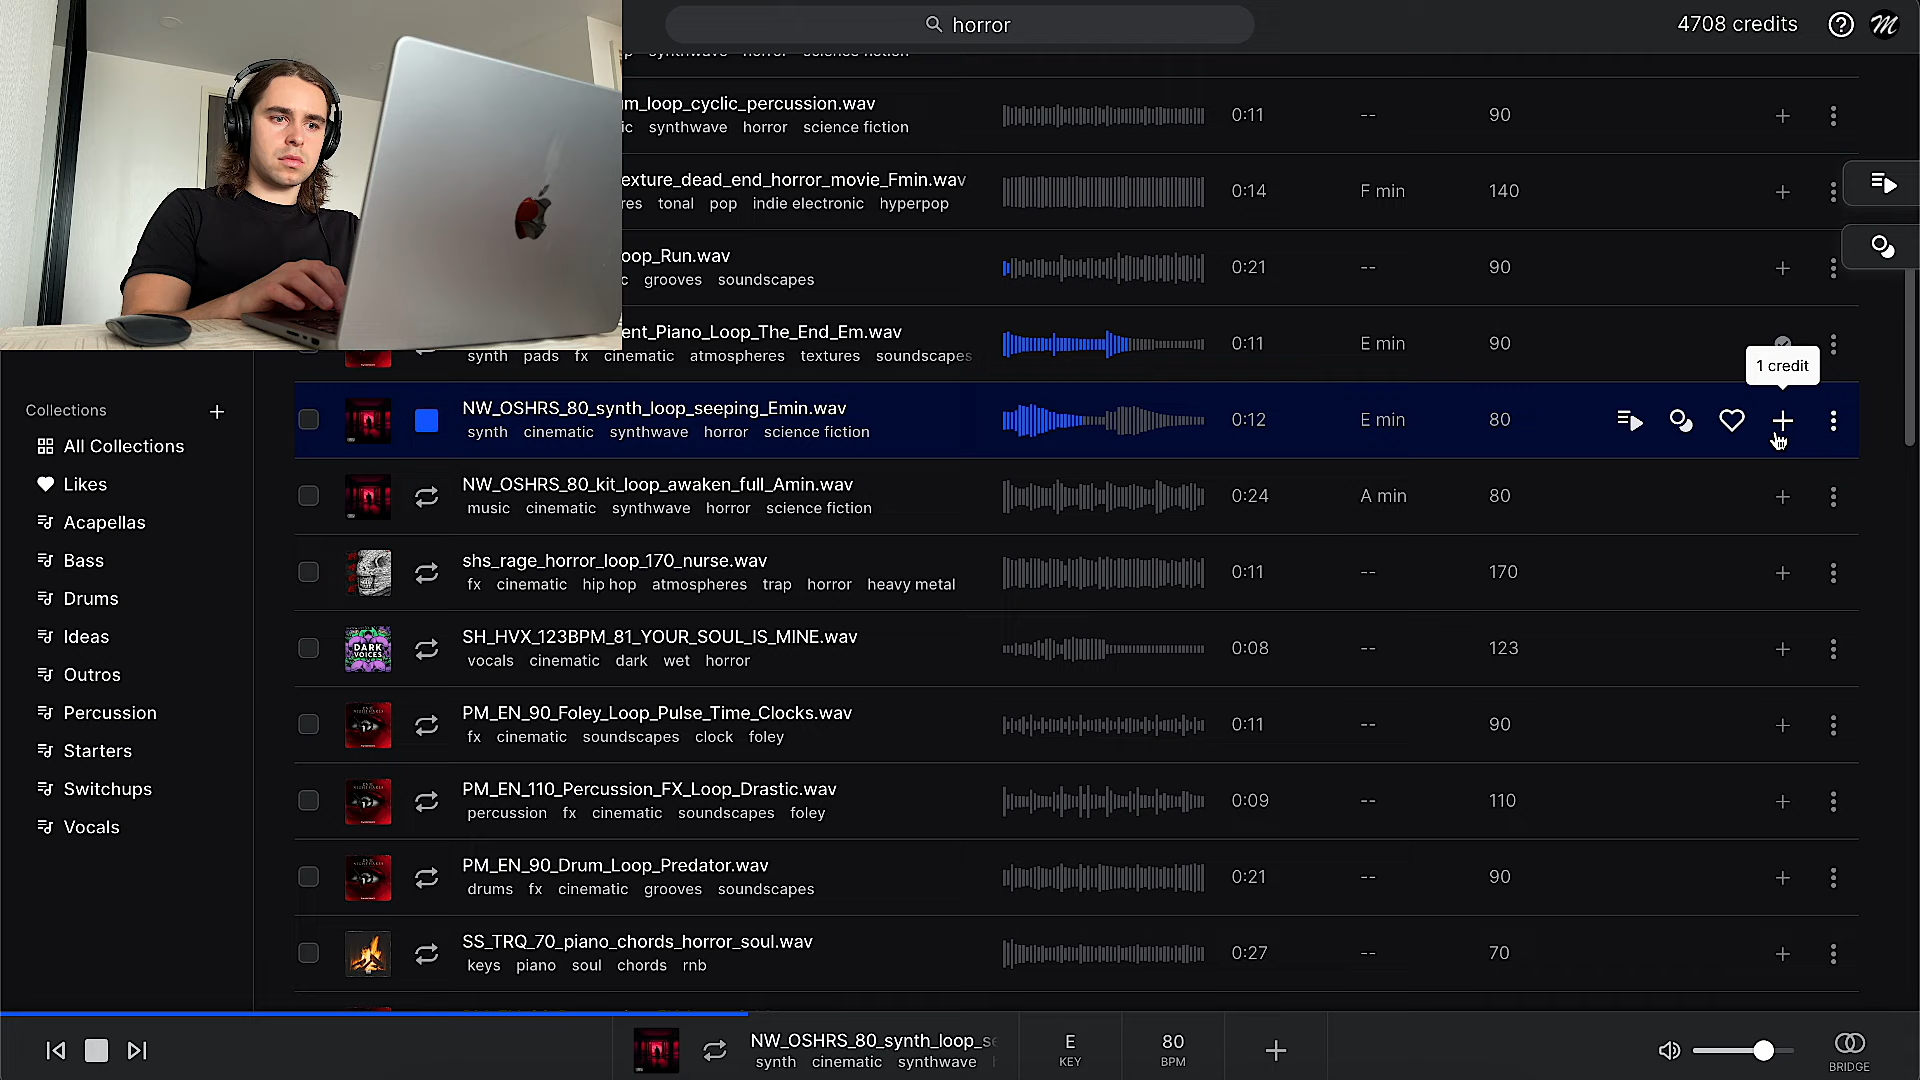 horror
4708 credits
synthwave horror science fiction
m_loop_cyclic_percussion.wav
ic synthwave horror science fiction
0:11 -- 90
exture_dead_end_horror_movie_Fmin.wav
res tonal pop indie electronic hyperpop
0:14 F min 140
oop_Run.wav
c grooves soundscapes
0:21 -- 90
ent_Piano_Loop_The_End_Em.wav
synth pads fx cinematic atmospheres textures soundscapes
0:11 E min 90
1 credit
NW_OSHRS_80_synth_loop_seeping_Emin.wav
synth cinematic synthwave horror science fiction
0:12 E min 80
NW_OSHRS_80_kit_loop_awaken_full_Amin.wav
music cinematic synthwave horror science fiction
0:24 A min 80
shs_rage_horror_loop_170_nurse.wav
fx cinematic hip hop atmospheres trap horror heavy metal
0:11 -- 170
DARK
VOICES
SH_HVX_123BPM_81_YOUR_SOUL_IS_MINE.wav
vocals cinematic dark wet horror
0:08 -- 123
PM_EN_90_Foley_Loop_Pulse_Time_Clocks.wav
fx cinematic soundscapes clock foley
0:11 -- 90
PM_EN_110_Percussion_FX_Loop_Drastic.wav
percussion fx cinematic soundscapes foley
0:09 -- 110
PM_EN_90_Drum_Loop_Predator.wav
drums fx cinematic grooves soundscapes
0:21 -- 90
SS_TRQ_70_piano_chords_horror_soul.wav
keys piano soul chords rnb
0:27 -- 70
Collections
All Collections
Likes
Acapellas
Bass
Drums
Ideas
Outros
Percussion
Starters
Switchups
Vocals
NW_OSHRS_80_synth_loop_se
synth cinematic synthwave
E
KEY
80
BPM
BRIDGE